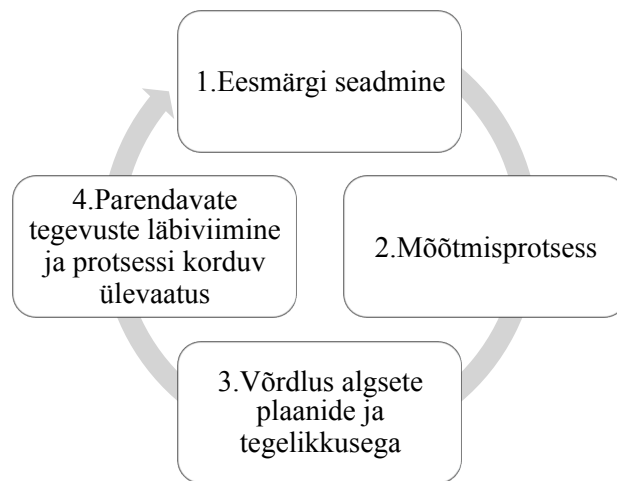 1.Eesmärgi seadmine
2.Mõõtmisprotsess
3.Võrdlus algsete
plaanide ja
tegelikkusega
4.Parendavate
tegevuste läbiviimine
ja protsessi korduv
ülevaatus